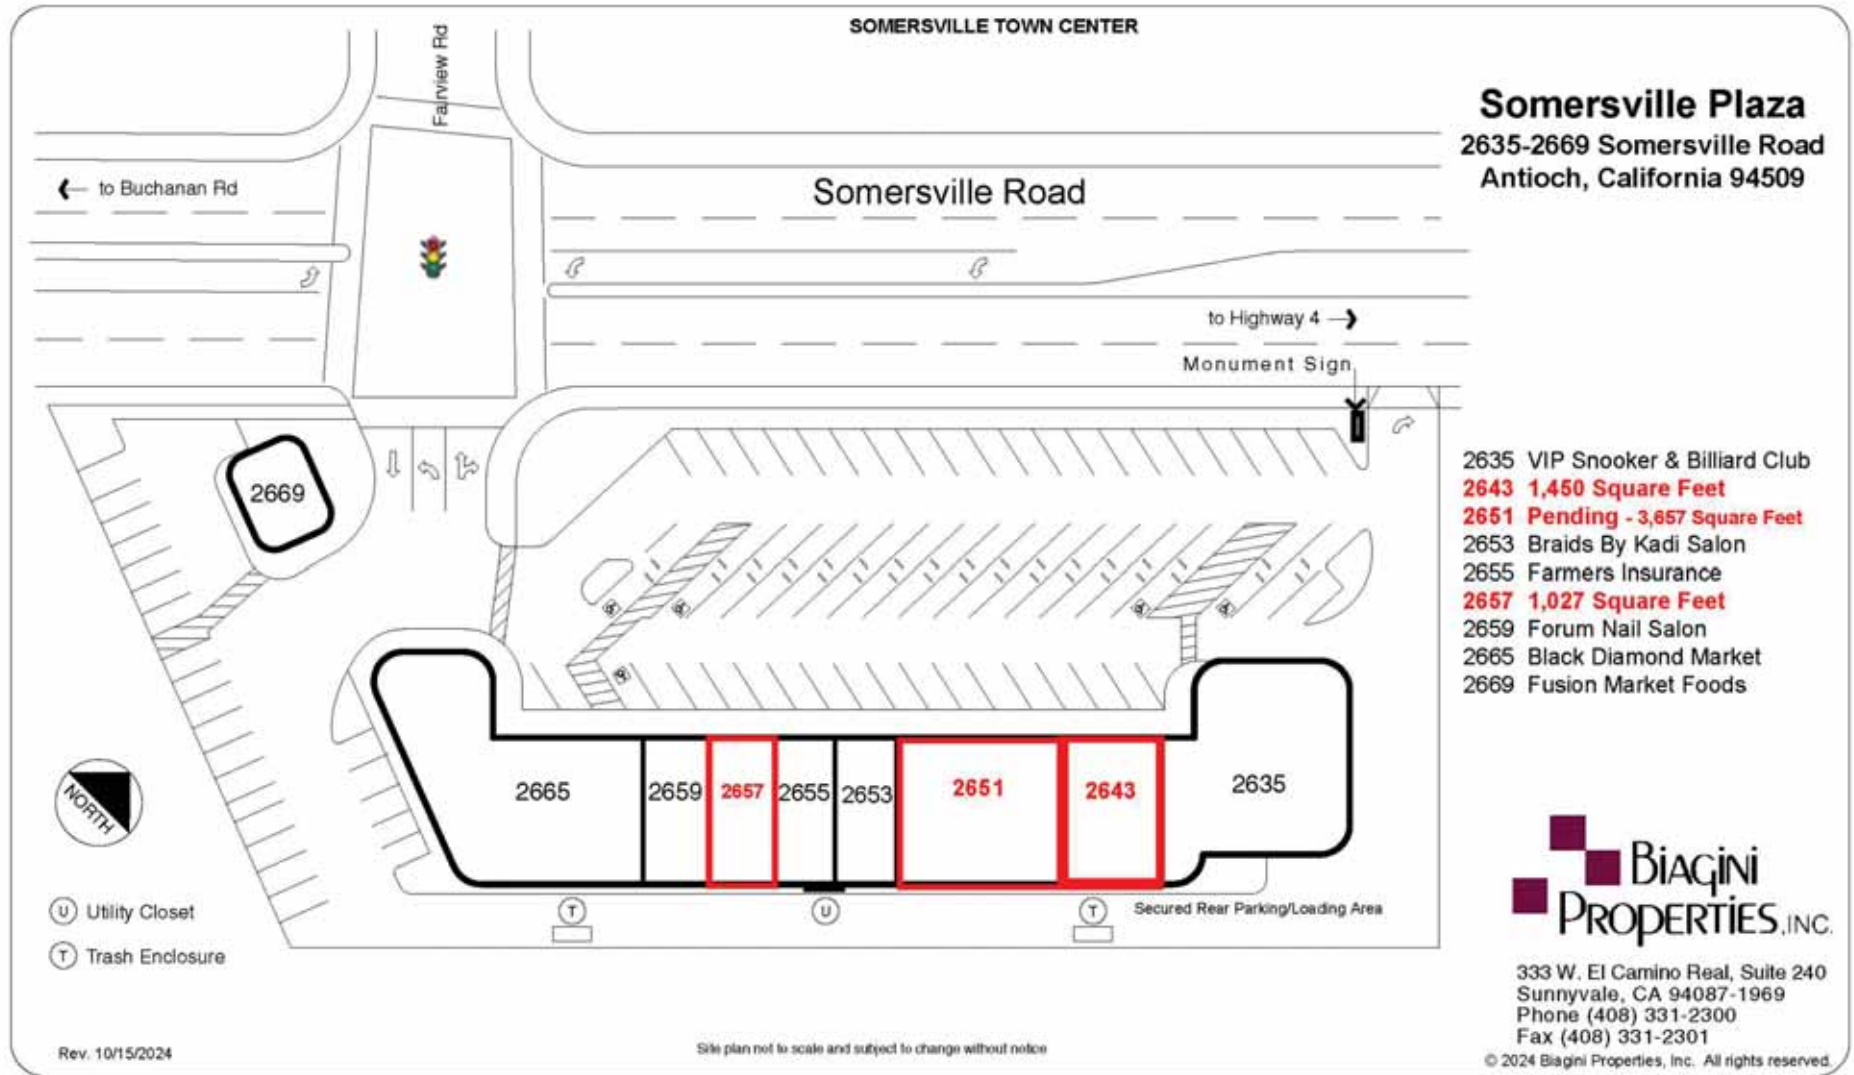 SOMERSVILLE TOWN CENTER
Fairview Rd
Somersville Plaza
2635-2669 Somersville Road
Antioch, California 94509
to Buchanan Rd
Somersville Road
to Highway 4
Monument Sign
2669
2635 VIP Snooker & Billiard Club
2643 1,450 Square Feet
2651 Pending - 3,657 Square Feet
2653 Braids By Kadi Salon
2655 Farmers Insurance
2657 1,027 Square Feet
2659 Forum Nail Salon
2665 Black Diamond Market
2669 Fusion Market Foods
2665
2659
2657
2655
2653
2651
2643
2635
NORTH
U Utility Closet
T Trash Enclosure
T
U
T
Secured Rear Parking/Loading Area
BiAGiNi
PROPERTiES, INC.
333 W. El Camino Real, Suite 240
Sunnyvale, CA 94087-1969
Phone (408) 331-2300
Fax (408) 331-2301
© 2024 Biagini Properties, Inc. All rights reserved.
Rev. 10/15/2024
Site plan not to scale and subject to change without notice